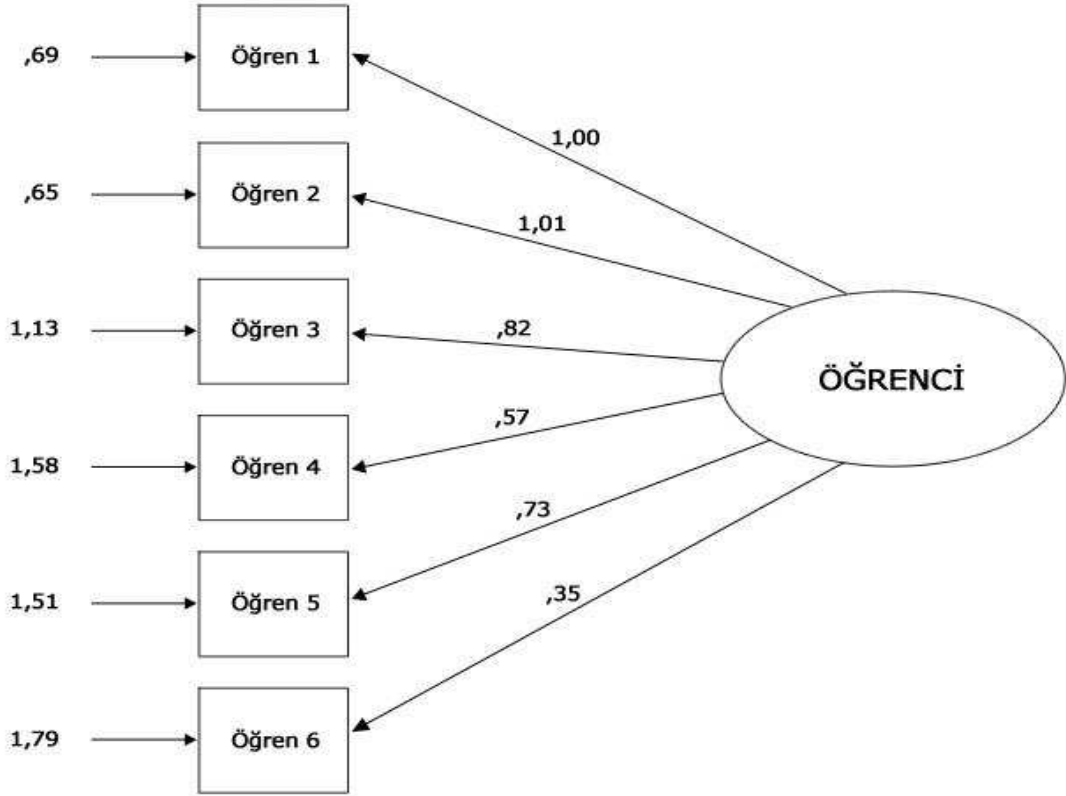 ,69
Öğren 1
1,00
,65
Öğren 2
1,01
1,13
Öğren 3
,82
ÖĞRENCİ
1,58
Öğren 4
,57
1,51
Öğren 5
,73
1,79
Öğren 6
,35